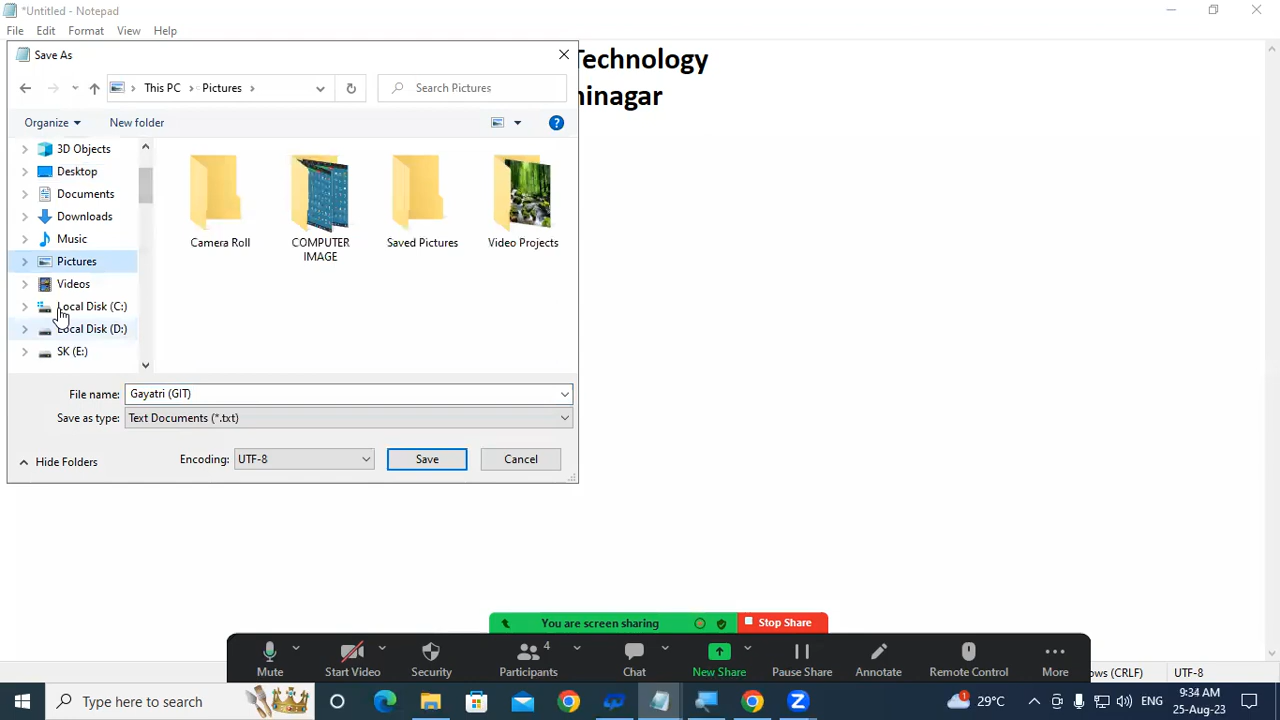 *Untitled - Notepad
File Edit Format View Help
Save As
Technology
This PC Pictures Search Pictures
Organize New folder
3D Objects
Desktop
Documents
Downloads
Music
Pictures
Videos
Local Disk (C:)
Local Disk (D:)
SK (E:)
Camera Roll
COMPUTER IMAGE
Saved Pictures
Video Projects
File name: Gayatri (GIT)
Save as type: Text Documents (*.txt)
Hide Folders Encoding: UTF-8 Save Cancel
You are screen sharing Stop Share
Mute Start Video Security Participants 4 Chat New Share Pause Share Annotate Remote Control More
(CRLF) UTF-8
Type here to search
1 29°C ENG 9:34 AM
25-Aug-23